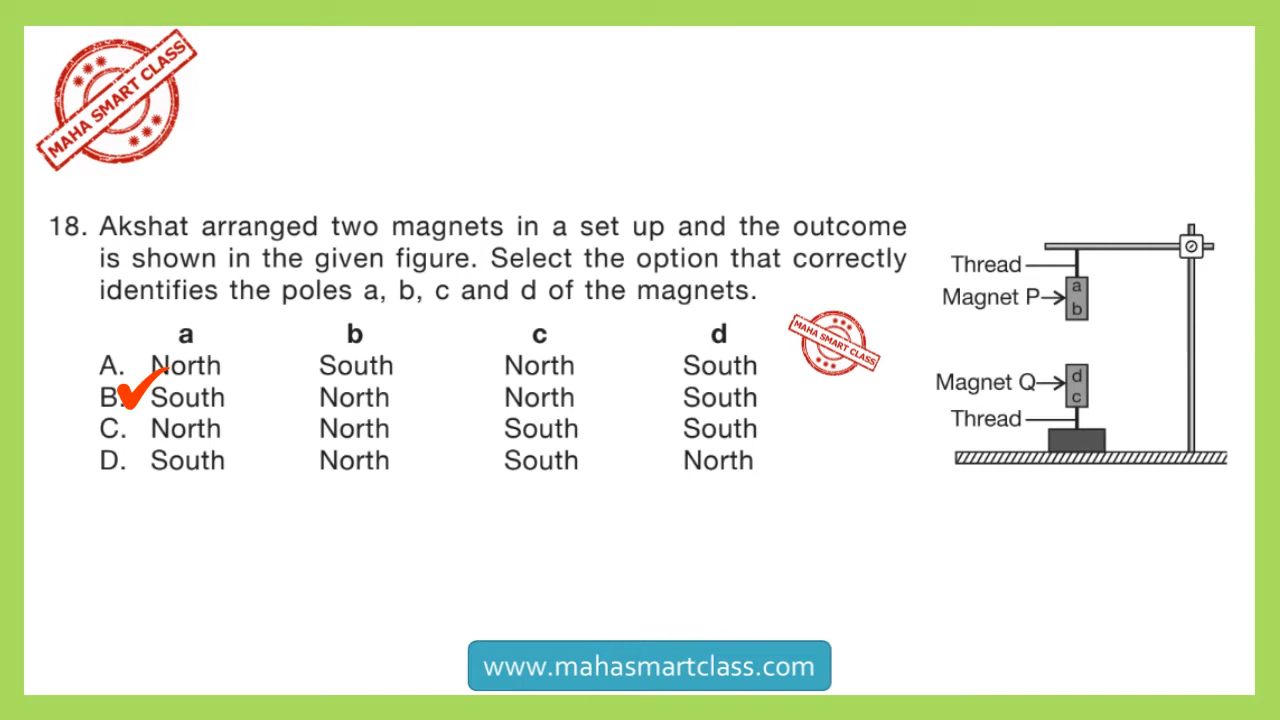 MAHA SMART CLASS
18. Akshat arranged two magnets in a set up and the outcome
is shown in the given figure. Select the option that correctly
identifies the poles a, b, c and d of the magnets.
a b c d
A. North South North South
B. South North North South
C. North North South South
D. South North South North
MAHA SMART CLASS
Thread
Magnet P
a
b
Magnet Q
d
c
Thread
www.mahasmartclass.com